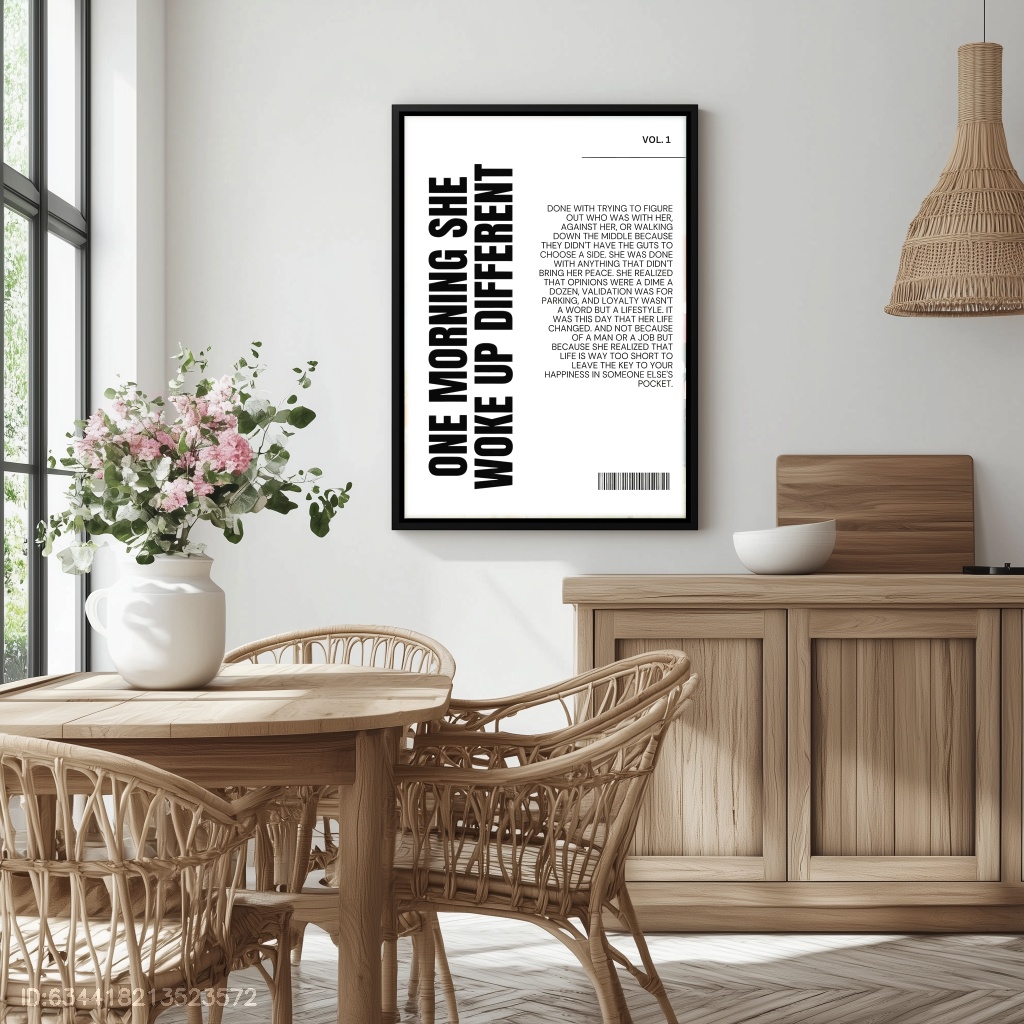 ONE MORNING SHE
WOKE UP DIFFERENT
VOL. 1
DONE WITH TRYING TO FIGURE
OUT WHO WAS WITH HER,
AGAINST HER, OR WALKING
DOWN THE MIDDLE BECAUSE
THEY DIDN'T HAVE THE GUTS TO
CHOOSE A SIDE. SHE WAS DONE
WITH ANYTHING THAT DIDN'T
BRING HER PEACE. SHE REALIZED
THAT OPINIONS WERE A DIME A
DOZEN, VALIDATION WAS FOR
PARKING, AND LOYALTY WASN'T
A WORD BUT A LIFESTYLE. IT
WAS THIS DAY THAT HER LIFE
CHANGED. AND NOT BECAUSE
OF A MAN OR A JOB BUT
BECAUSE SHE REALIZED THAT
LIFE IS WAY TOO SHORT TO
LEAVE THE KEY TO YOUR
HAPPINESS IN SOMEONE ELSE'S
POCKET.
ID:634418213523572